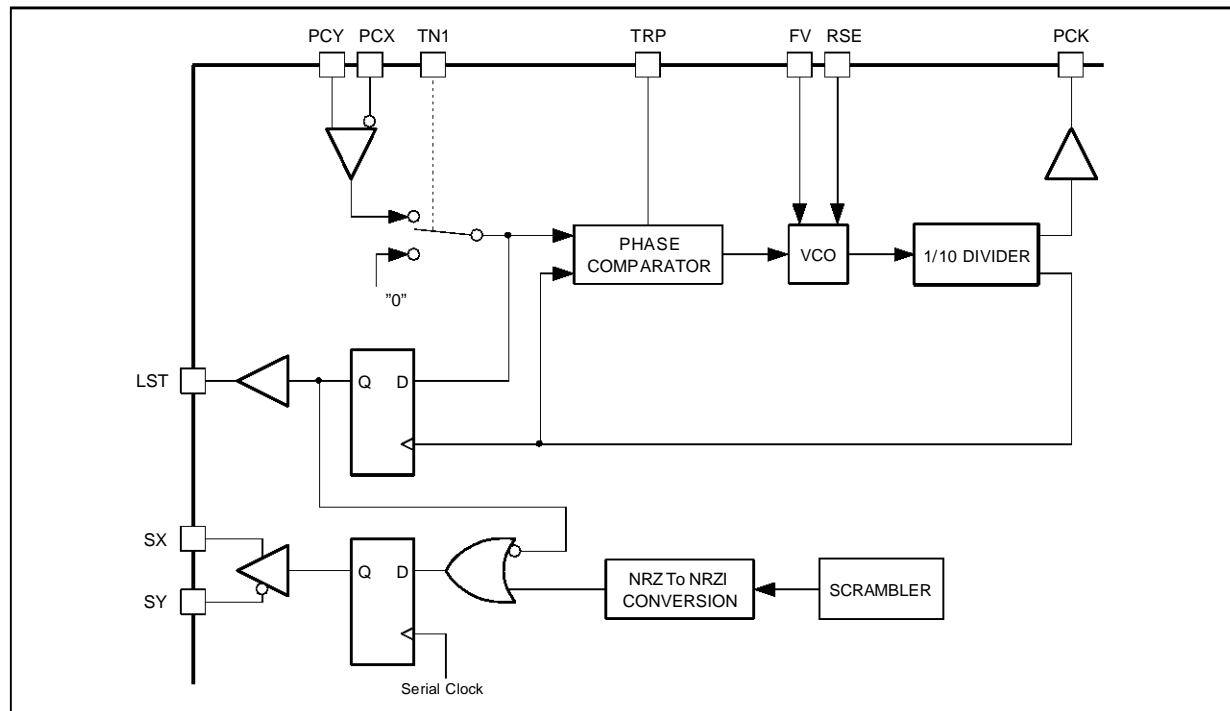 PCY PCX TN1 TRP FV RSE PCK
PHASE
COMPARATOR
VCO
1/10 DIVIDER
”0”
LST
Q D
SX
SY
Q D
NRZ To NRZI
CONVERSION
SCRAMBLER
Serial Clock